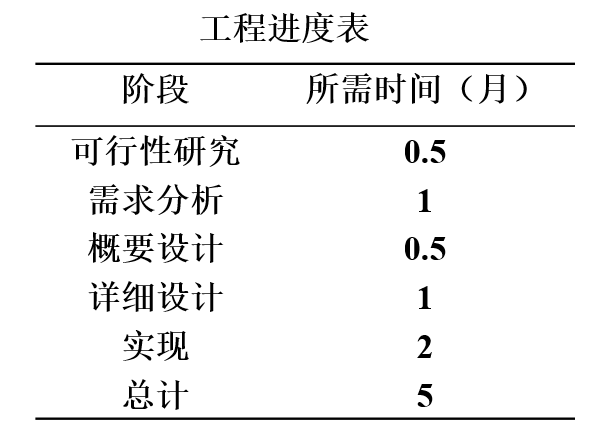 工程进度表
阶段 所需时间（月）
可行性研究 0.5
需求分析 1
概要设计 0.5
详细设计 1
实现 2
总计 5